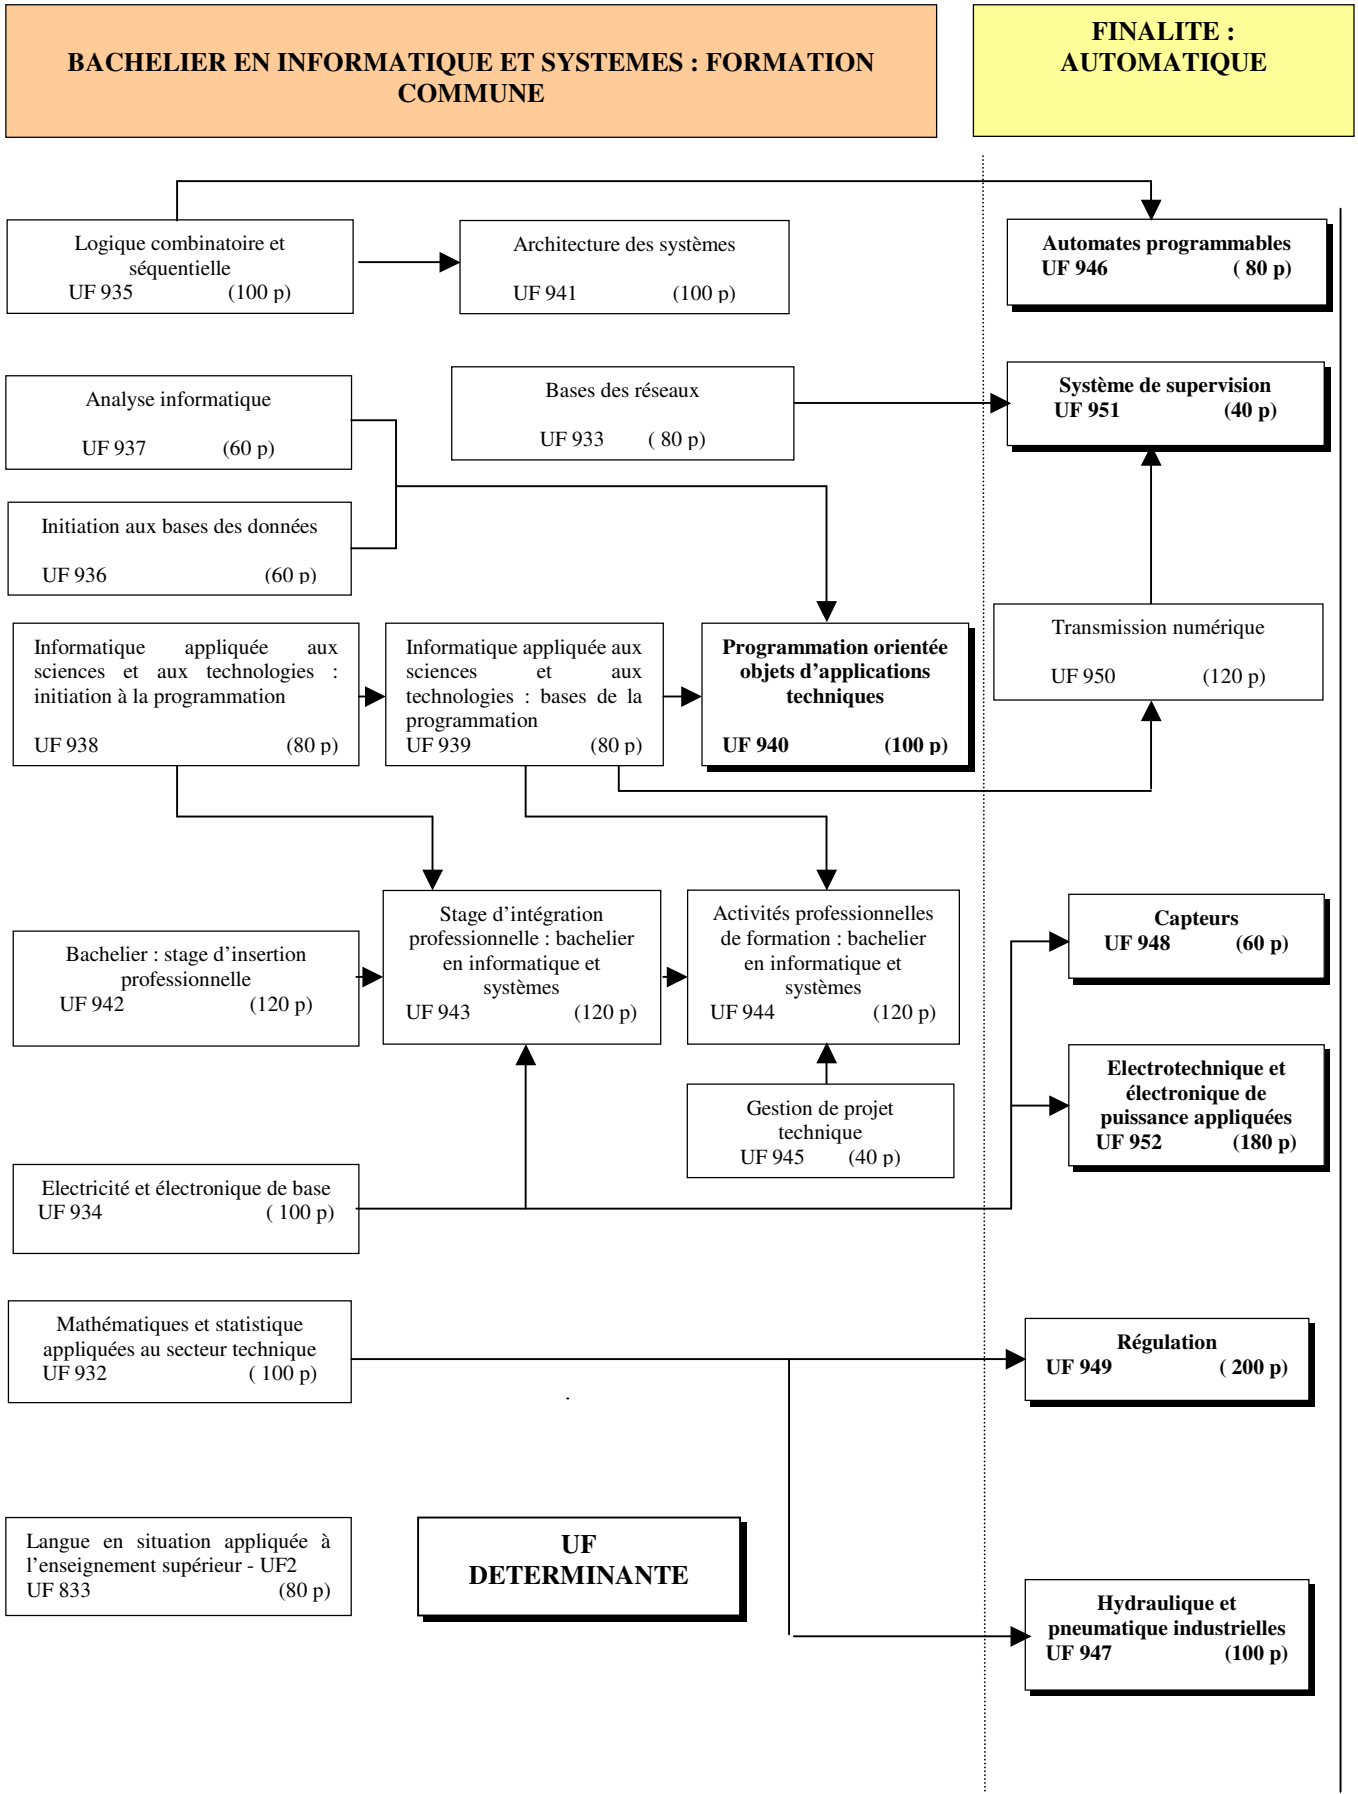 BACHELIER EN INFORMATIQUE ET SYSTEMES : FORMATION
COMMUNE
FINALITE :
AUTOMATIQUE
Logique combinatoire et
séquentielle
UF 935 (100 p)
Architecture des systèmes
UF 941 (100 p)
Automates programmables
UF 946 ( 80 p)
Analyse informatique
UF 937 (60 p)
Bases des réseaux
UF 933 ( 80 p)
Système de supervision
UF 951 (40 p)
Initiation aux bases des données
UF 936 (60 p)
Informatique appliquée aux
sciences et aux technologies :
initiation à la programmation
UF 938 (80 p)
Informatique appliquée aux
sciences et aux
technologies : bases de la
programmation
UF 939 (80 p)
Programmation orientée
objets d’applications
techniques
UF 940 (100 p)
Transmission numérique
UF 950 (120 p)
Bachelier : stage d’insertion
professionnelle
UF 942 (120 p)
Stage d’intégration
professionnelle : bachelier
en informatique et
systèmes
UF 943 (120 p)
Activités professionnelles
de formation : bachelier
en informatique et
systèmes
UF 944 (120 p)
Capteurs
UF 948 (60 p)
Electrotechnique et
électronique de
puissance appliquées
UF 952 (180 p)
Gestion de projet
technique
UF 945 (40 p)
Electricité et électronique de base
UF 934 ( 100 p)
Mathématiques et statistique
appliquées au secteur technique
UF 932 ( 100 p)
.
Régulation
UF 949 ( 200 p)
Langue en situation appliquée à
l’enseignement supérieur - UF2
UF 833 (80 p)
UF
DETERMINANTE
Hydraulique et
pneumatique industrielles
UF 947 (100 p)